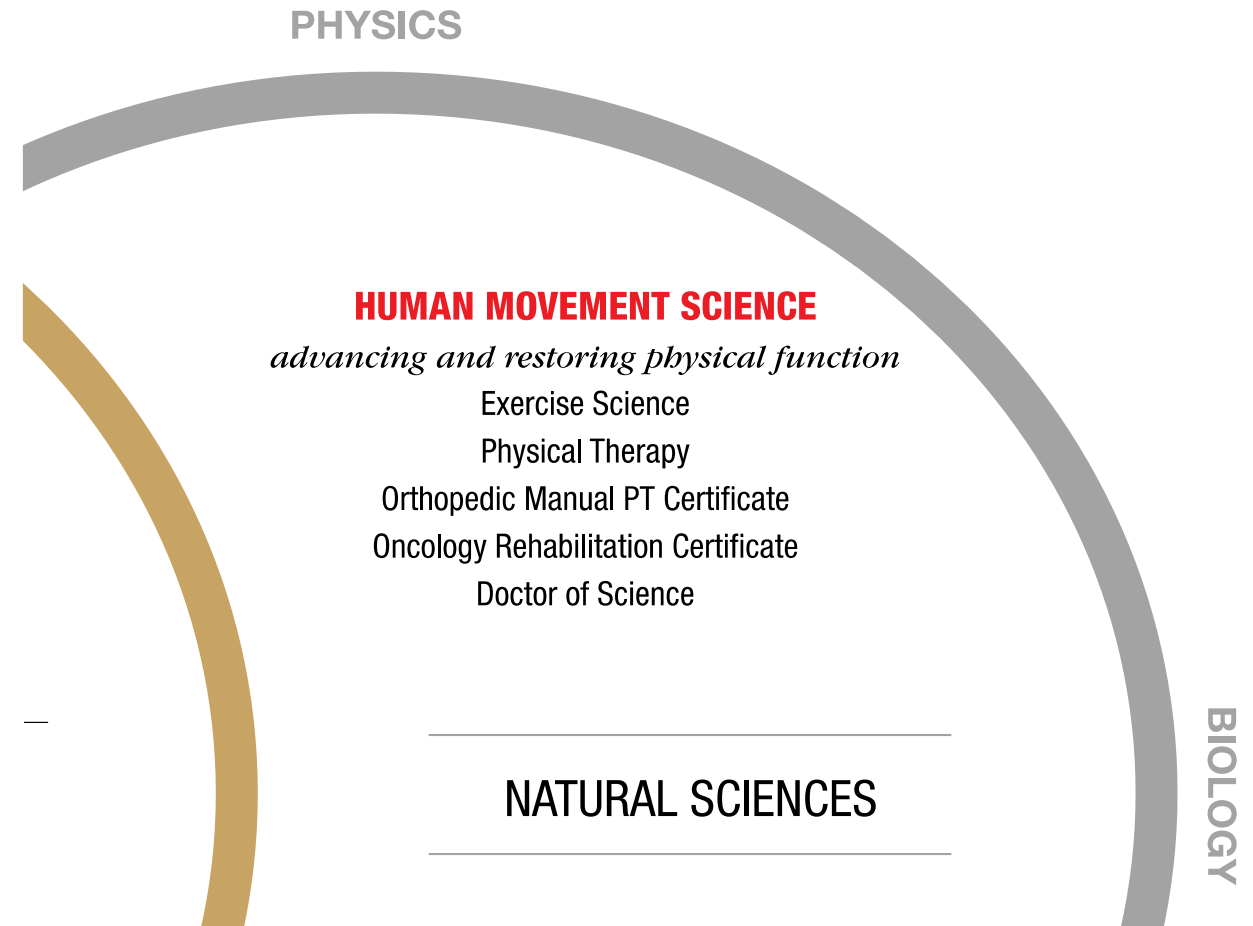 PHYSICS
HUMAN MOVEMENT SCIENCE
advancing and restoring physical function
Exercise Science
Physical Therapy
Orthopedic Manual PT Certificate
Oncology Rehabilitation Certificate
Doctor of Science
NATURAL SCIENCES
BIOLOGY